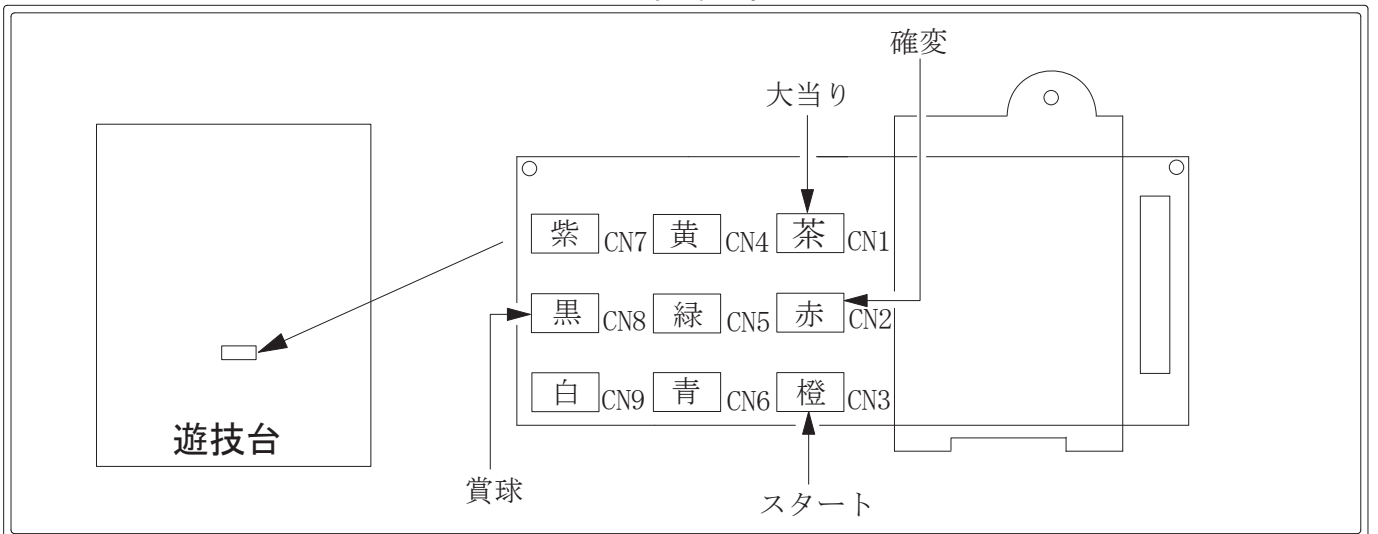 確変
大当り
紫 CN7 黄 CN4 茶 CN1
黒 CN8 緑 CN5 赤 CN2
白 CN9 青 CN6 橙 CN3
遊技台
賞球
スタート